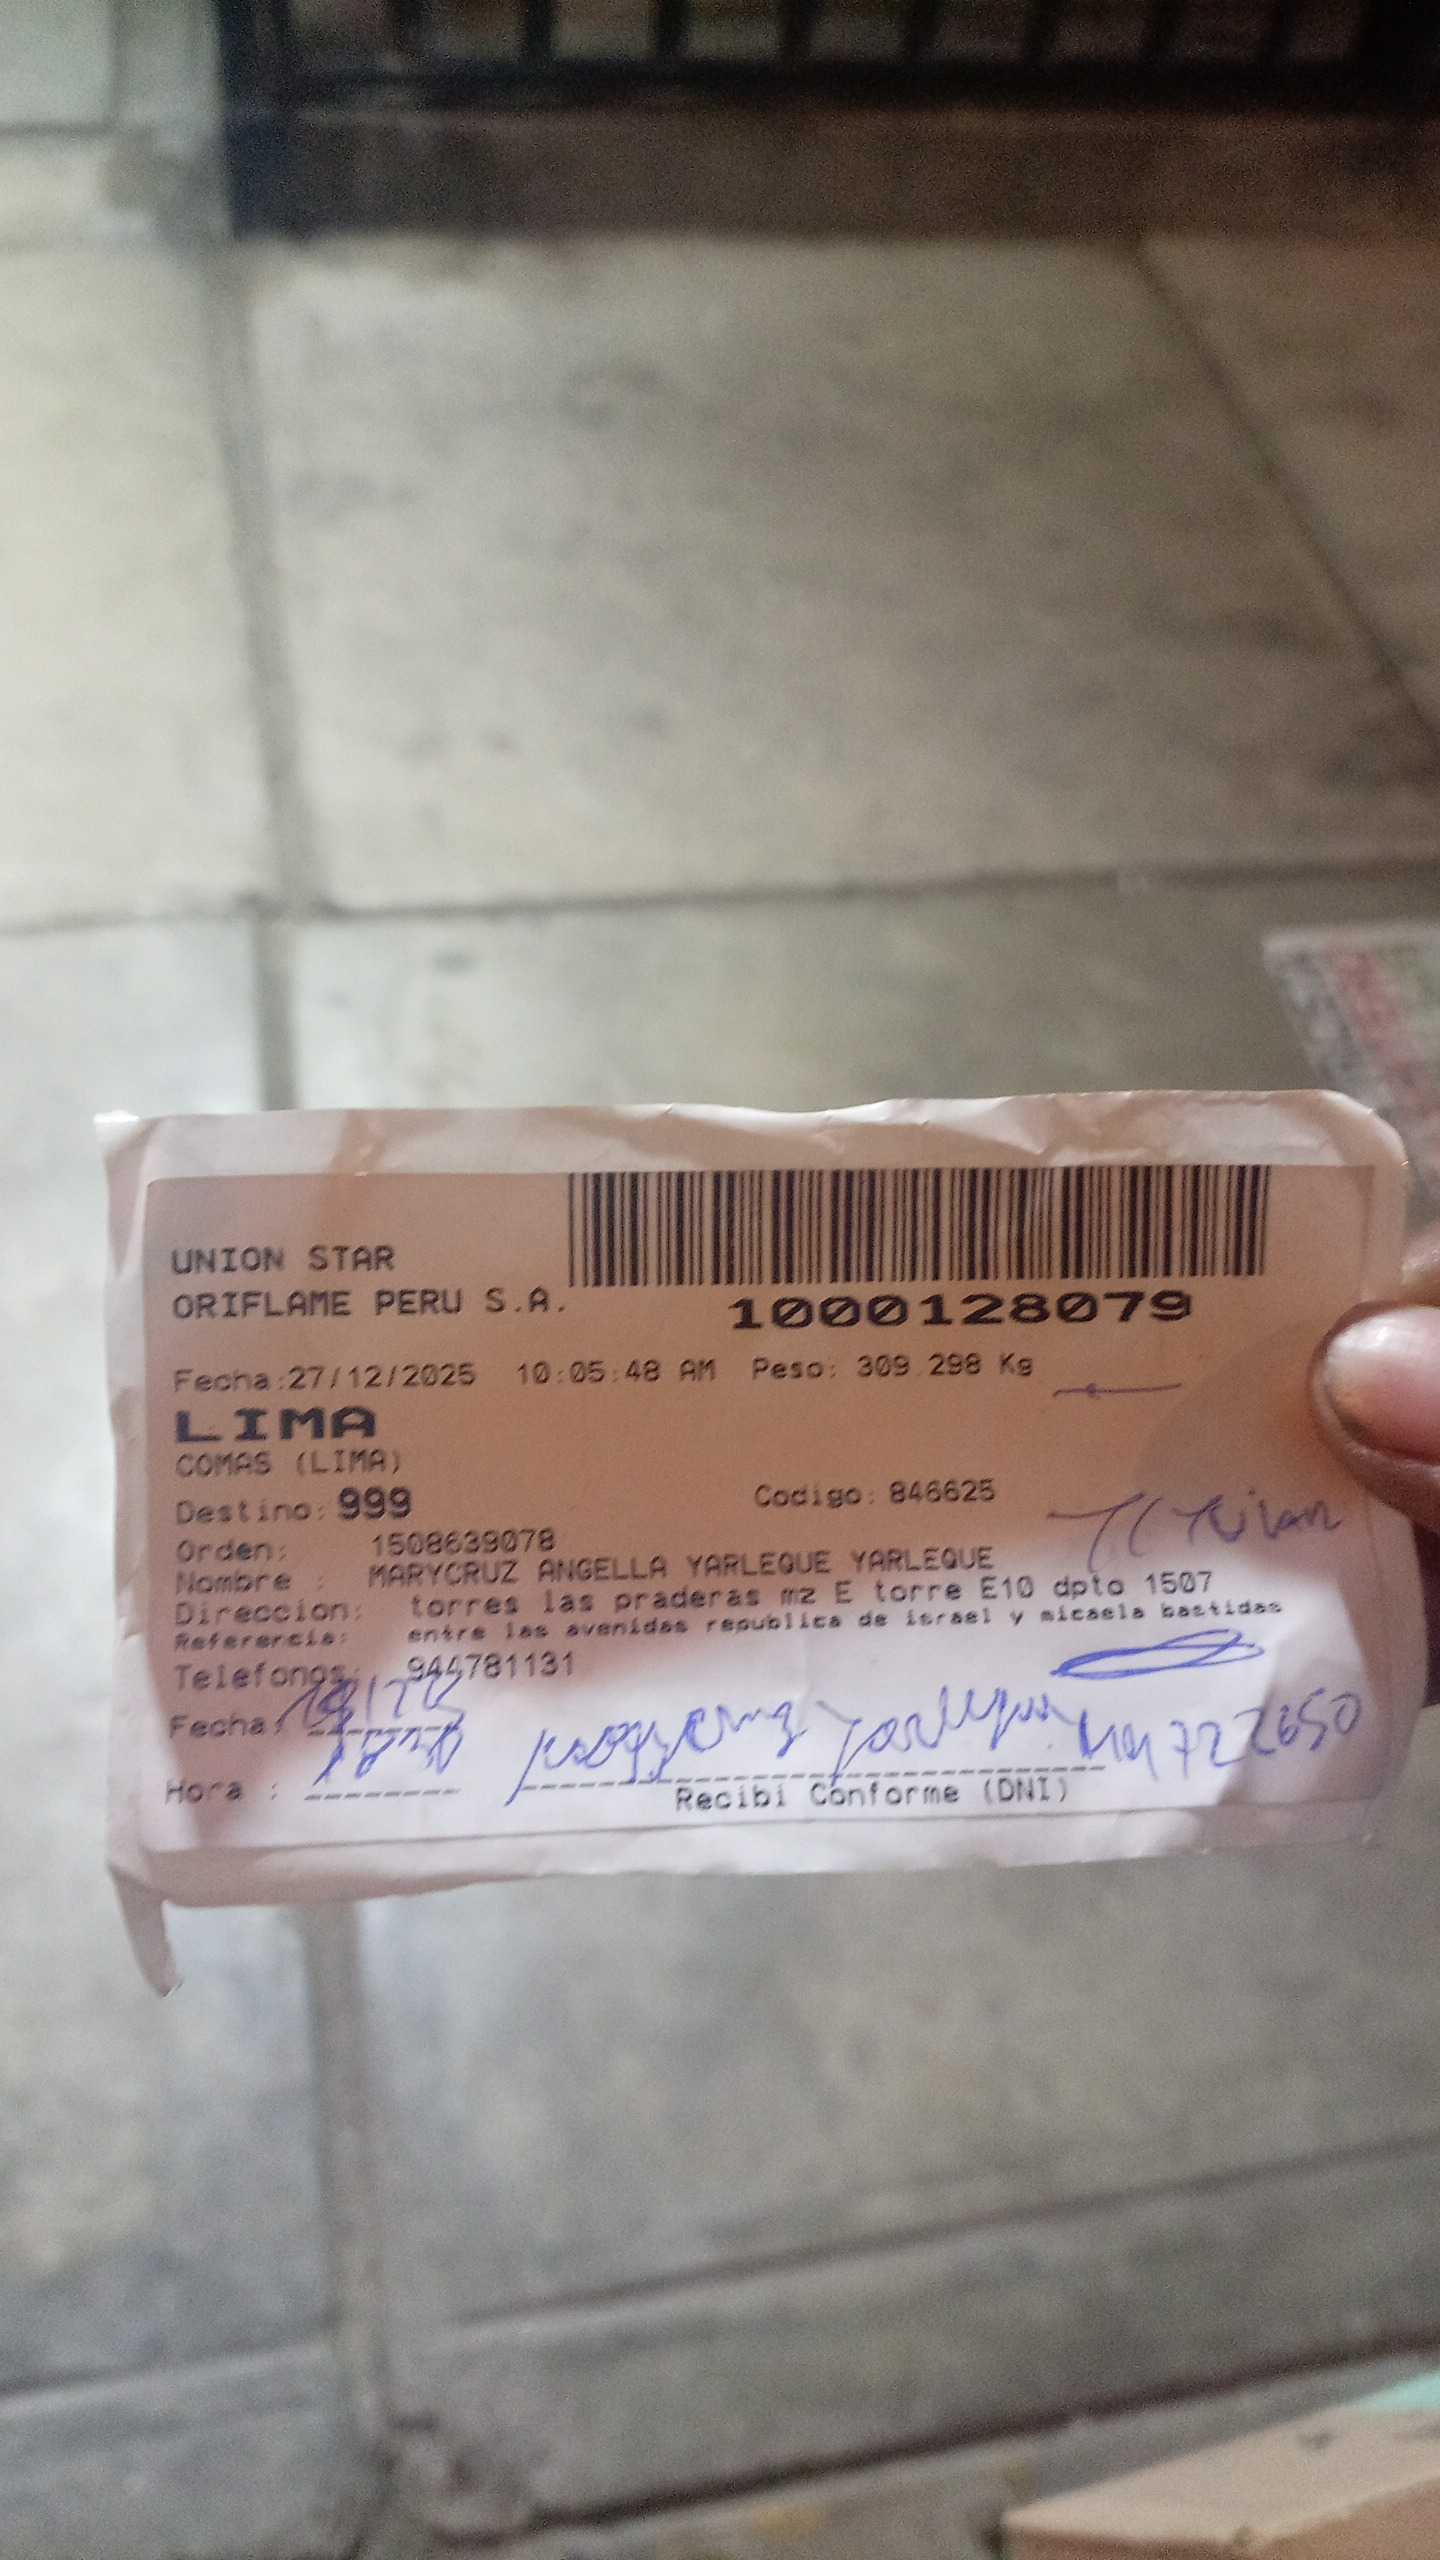 UNION STAR
ORIFLAME PERU S.A.
1000128079
Fecha:27/12/2025 10:05:48 AM Peso: 309.298 Kg
LIMA
COMAS (LIMA)
Destino: 999 Codigo: 846625
Orden: 1508639078
Nombre : MARYCRUZ ANGELLA YARLEQUE YARLEQUE
Direccion: torres las praderas mz E torre E10 dpto 1507
Referencia: entre las avenidas republica de israel y micaela bastidas
Telefonos: 944781131
Fecha:
Hora :
Recibi Conforme (DNI)